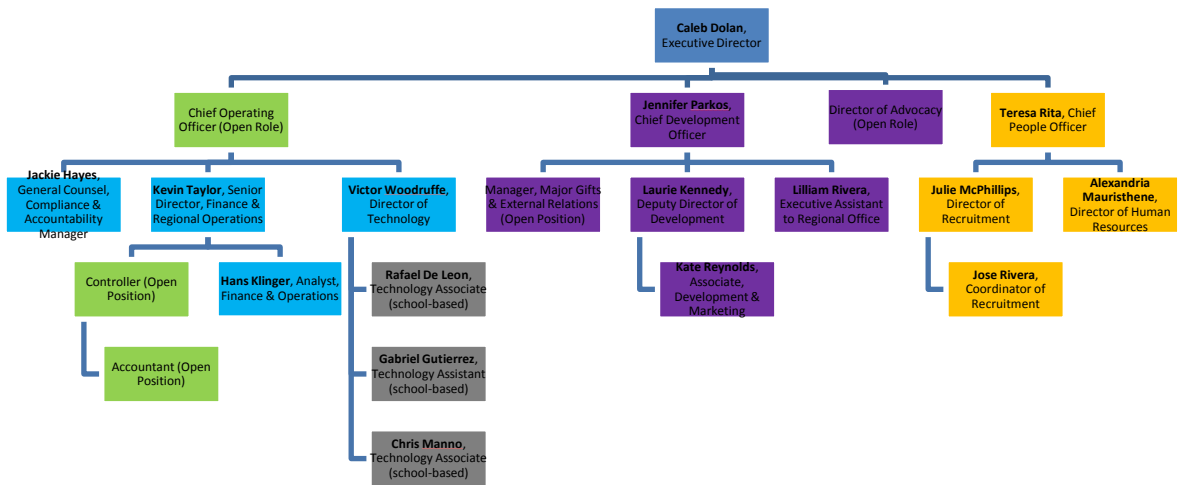 Caleb Dolan,
Executive Director
Chief Operating
Officer (Open Role)
Jennifer Parkos,
Chief Development
Officer
Director of Advocacy
(Open Role)
Teresa Rita, Chief
People Officer
Jackie Hayes,
General Counsel,
Compliance &
Accountability
Manager
Kevin Taylor, Senior
Director, Finance &
Regional Operations
Victor Woodruffe,
Director of
Technology
Manager, Major Gifts
& External Relations
(Open Position)
Laurie Kennedy,
Deputy Director of
Development
Lilliam Rivera,
Executive Assistant
to Regional Office
Julie McPhillips,
Director of
Recruitment
Alexandria
Mauristhene,
Director of Human
Resources
Controller (Open
Position)
Hans Klinger, Analyst,
Finance & Operations
Rafael De Leon,
Technology Associate
(school-based)
Kate Reynolds,
Associate,
Development &
Marketing
Jose Rivera,
Coordinator of
Recruitment
Accountant (Open
Position)
Gabriel Gutierrez,
Technology Assistant
(school-based)
Chris Manno,
Technology Associate
(school-based)